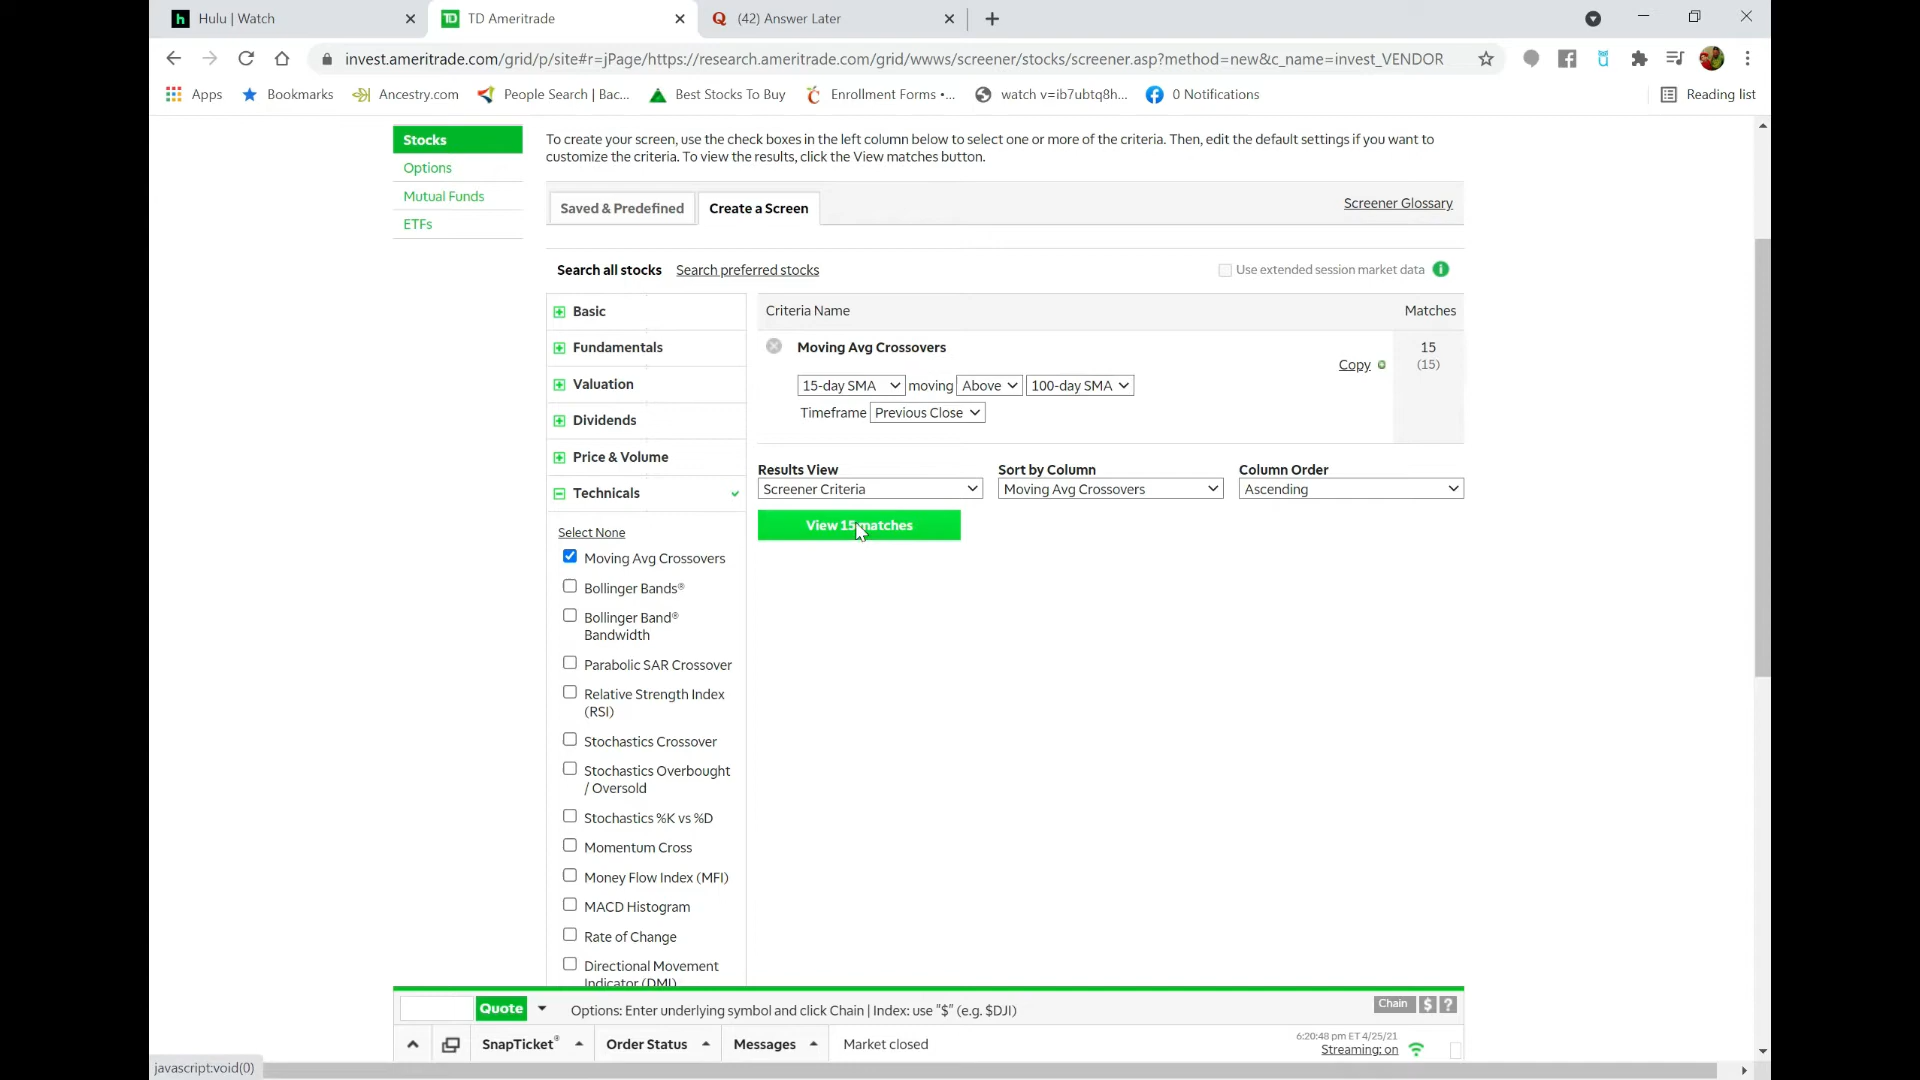 Hulu | Watch
TD Ameritrade
(42) Answer Later
invest.ameritrade.com/grid/p/site#r=jPage/https://research.ameritrade.com/grid/wwws/screener/stocks/screener.asp?method=new&c_name=invest_VENDOR
Apps
Bookmarks
Ancestry.com
People Search | Bac...
Best Stocks To Buy
Enrollment Forms •...
watch v=ib7ubtq8h...
0 Notifications
Reading list
Stocks
Options
Mutual Funds
ETFs
To create your screen, use the check boxes in the left column below to select one or more of the criteria. Then, edit the default settings if you want to
customize the criteria. To view the results, click the View matches button.
Saved & Predefined
Create a Screen
Screener Glossary
Search all stocks
Search preferred stocks
Use extended session market data
Basic
Fundamentals
Valuation
Dividends
Price & Volume
Technicals
Select None
Moving Avg Crossovers
Bollinger Bands®
Bollinger Band®
Bandwidth
Parabolic SAR Crossover
Relative Strength Index
(RSI)
Stochastics Crossover
Stochastics Overbought
/ Oversold
Stochastics %K vs %D
Momentum Cross
Money Flow Index (MFI)
MACD Histogram
Rate of Change
Directional Movement
Indicator (DMI)
Criteria Name
Matches
Moving Avg Crossovers
15
Copy
(15)
15-day SMA moving Above 100-day SMA
Timeframe Previous Close
Results View
Sort by Column
Column Order
Screener Criteria
Moving Avg Crossovers
Ascending
View 15 matches
Quote
Options: Enter underlying symbol and click Chain | Index: use "$" (e.g. $DJI)
Chain
$
?
SnapTicket®
Order Status
Messages
Market closed
6:20:48 pm ET 4/25/21
Streaming: on
javascript:void(0)